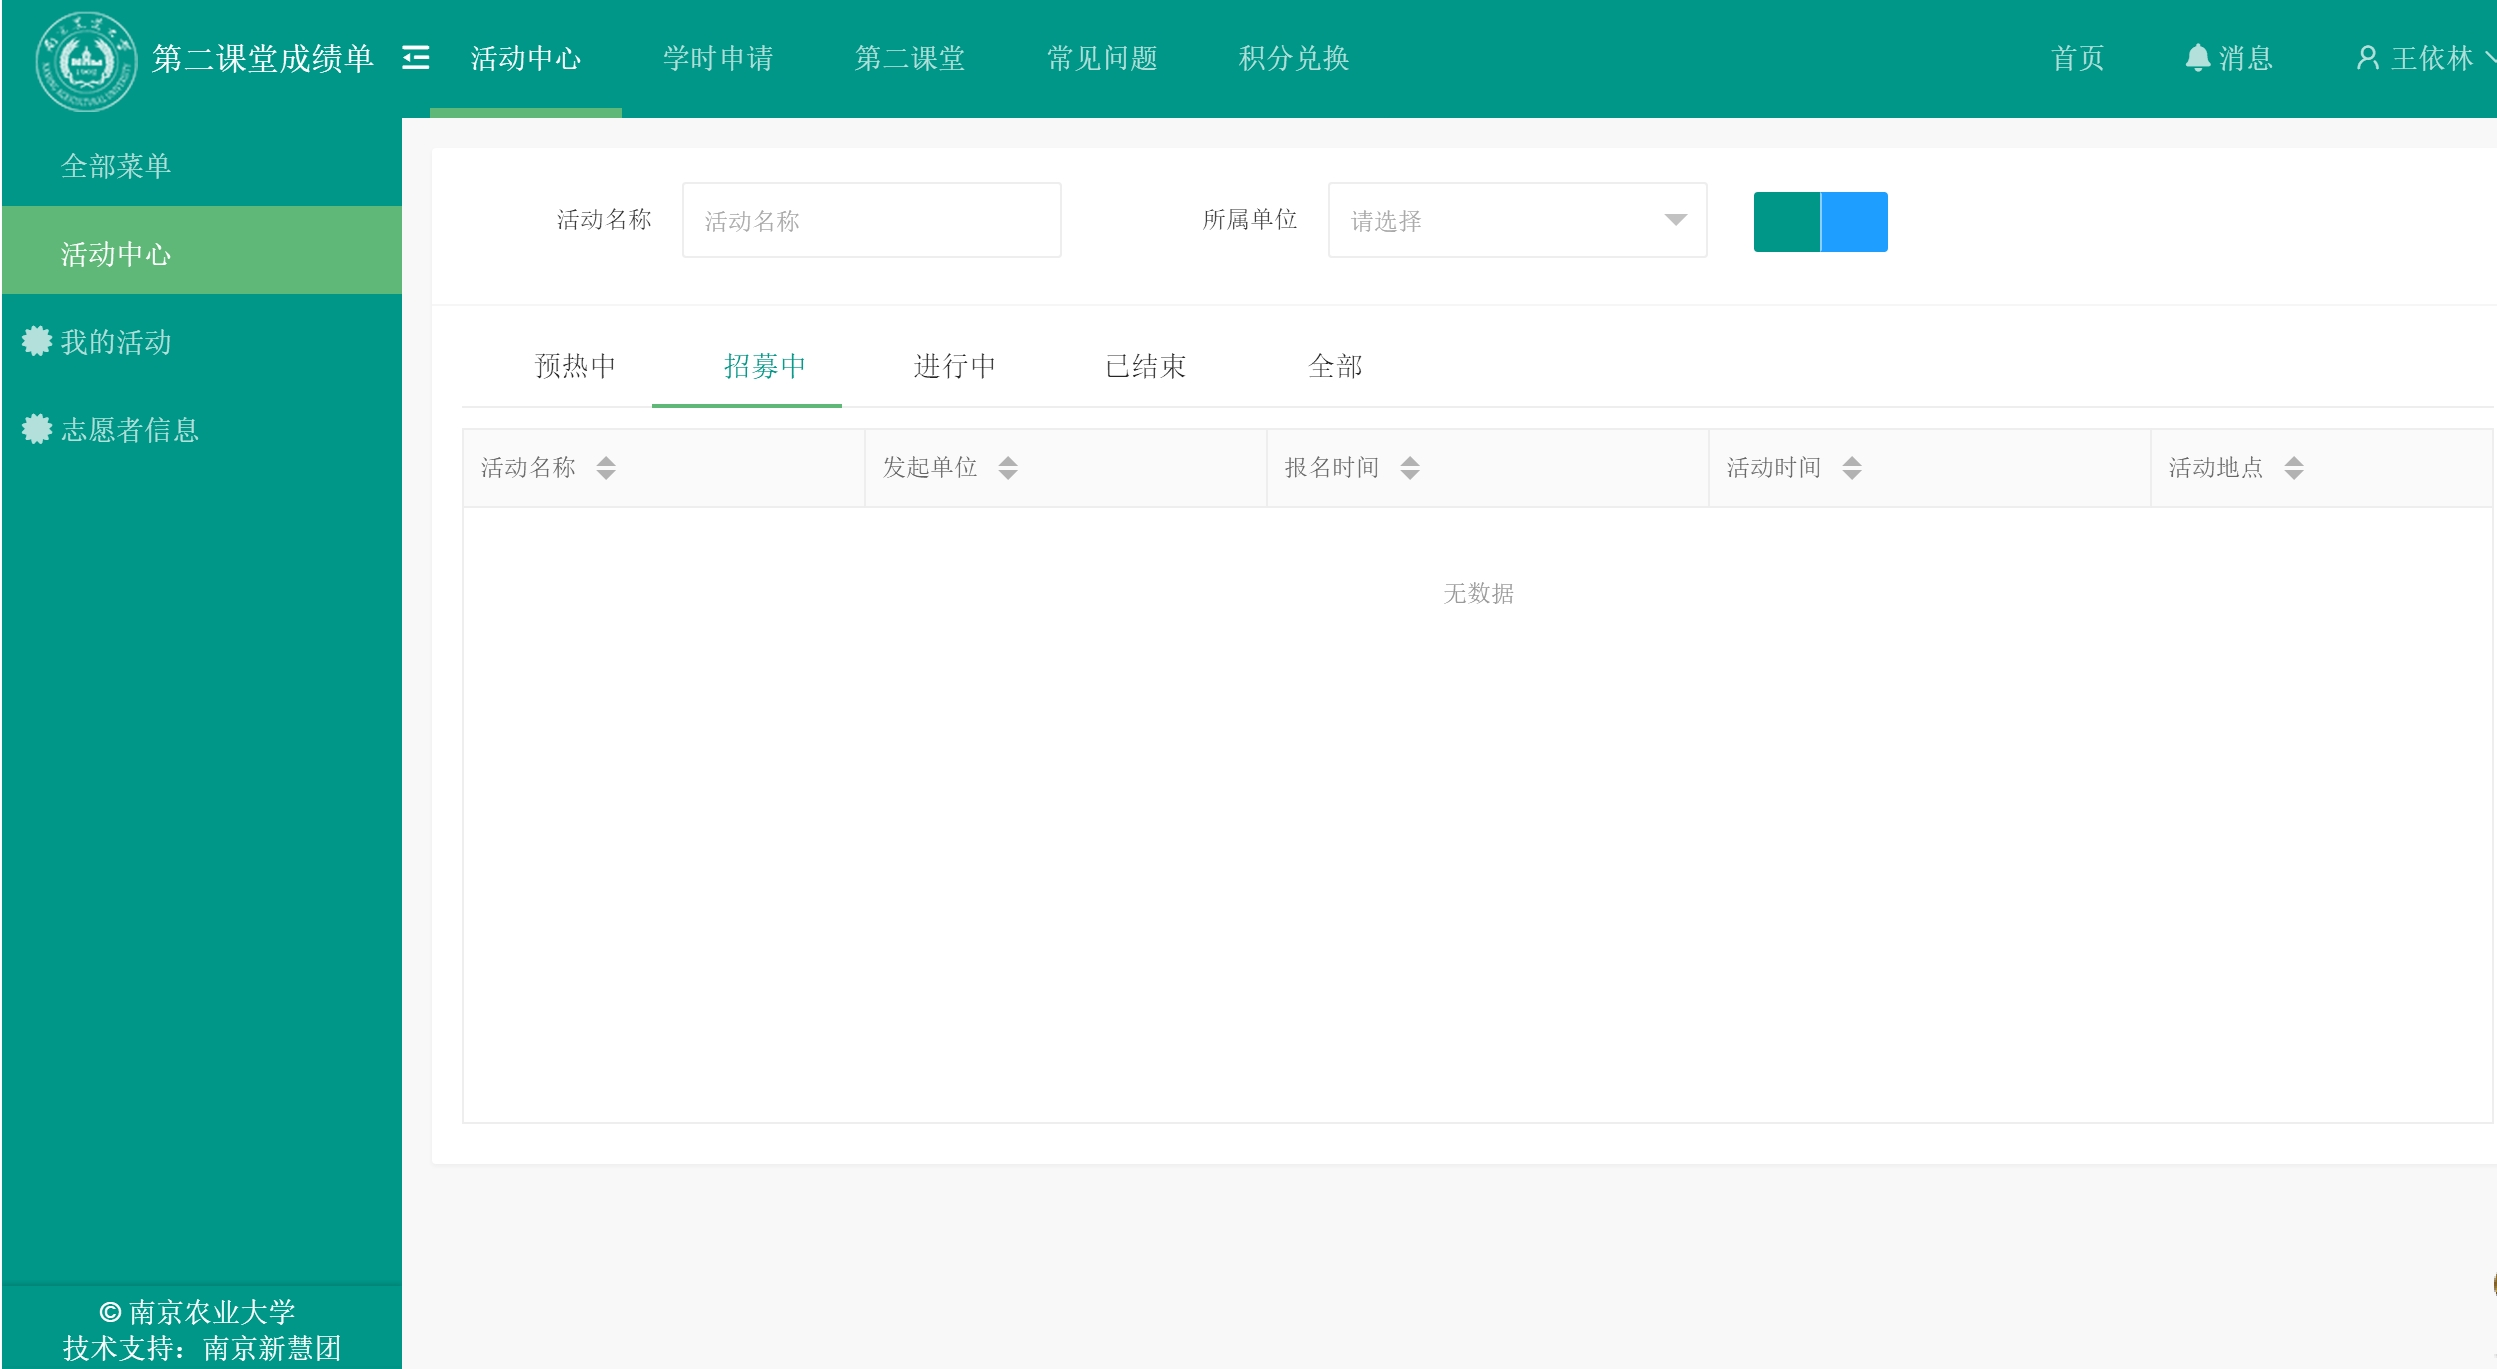 第二课堂成绩单
活动中心 学时申请 第二课堂 常见问题 积分兑换 首页 消息 王依林
全部菜单
活动中心
我的活动
志愿者信息
活动名称 活动名称 所属单位 请选择
预热中 招募中 进行中 已结束 全部
活动名称 发起单位 报名时间 活动时间 活动地点
无数据
© 南京农业大学
技术支持：南京新慧团